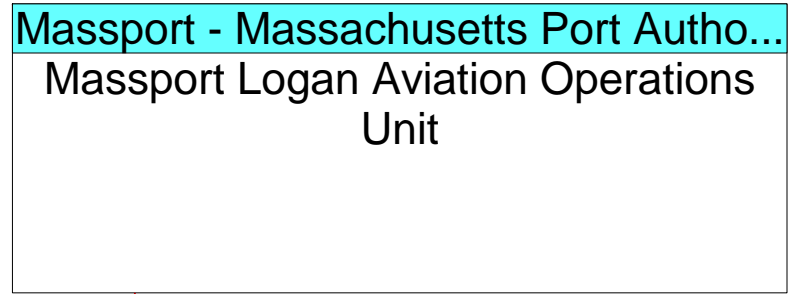 Massport - Massachusetts Port Autho...
Massport Logan Aviation Operations
Unit